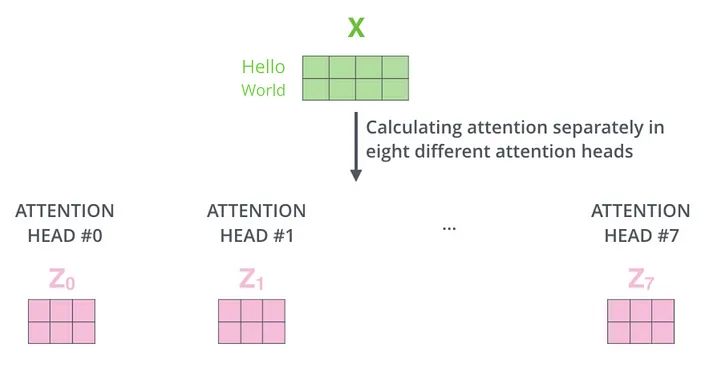 X
Hello
World
Calculating attention separately in
eight different attention heads
ATTENTION
HEAD #0
ATTENTION
HEAD #1
...
ATTENTION
HEAD #7
Z₀
Z₁
Z₇